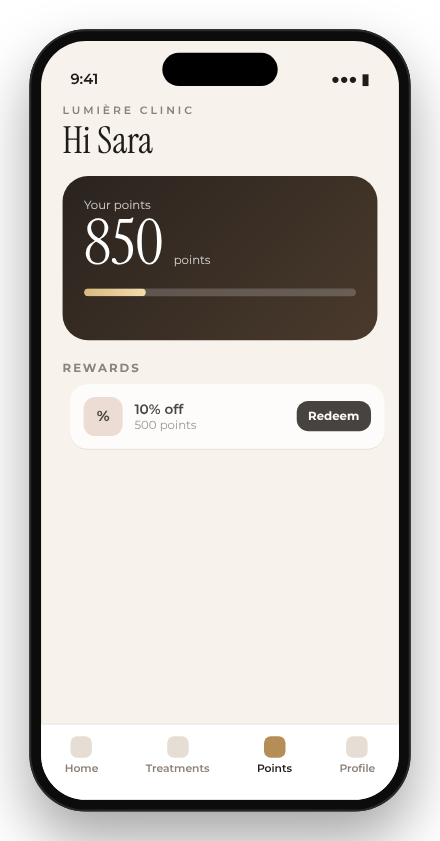 9:41
LUMIÈRE CLINIC
Hi Sara
Your points
850 points
REWARDS
%
10% off
500 points
Redeem
Home Treatments Points Profile